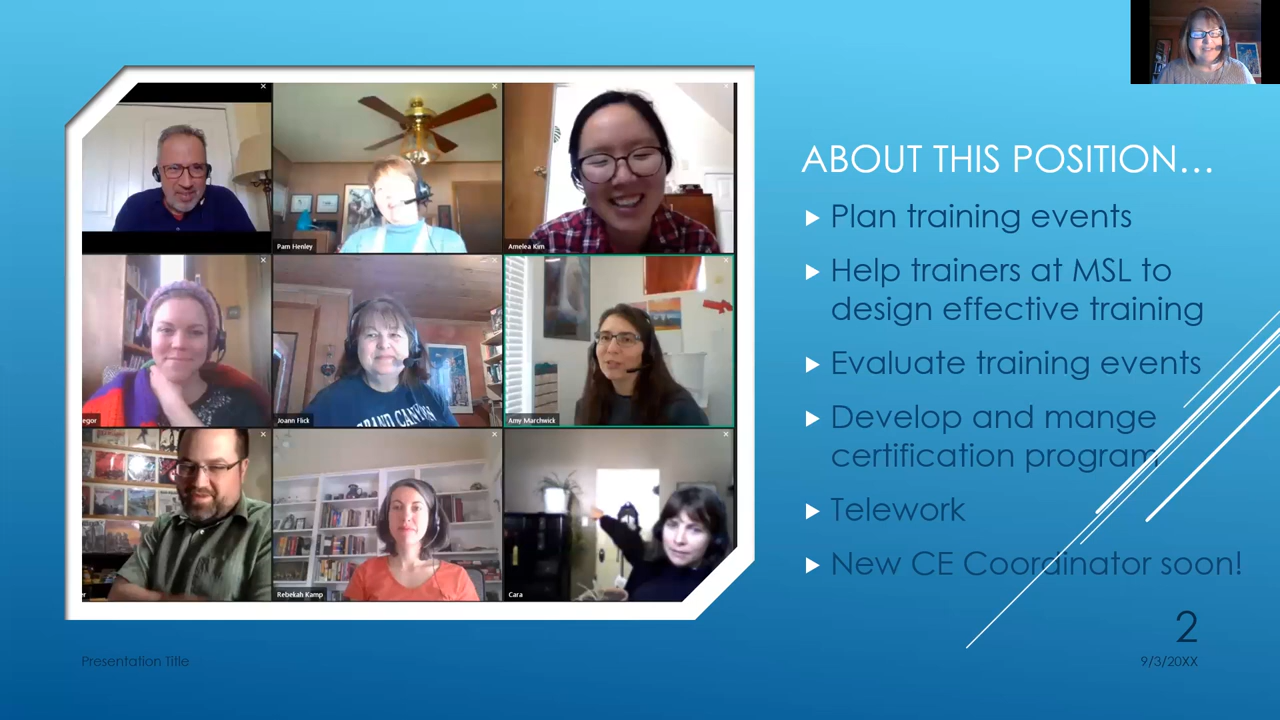 ABOUT THIS POSITION...
Plan training events
Help trainers at MSL to
design effective training
Evaluate training events
Develop and mange
certification program
Telework
New CE Coordinator soon!
Pam Henley
Amelea Kim
egor
Joann Flick
Amy Marchwick
er
Rebekah Kamp
Cara
2
Presentation Title
9/3/20XX